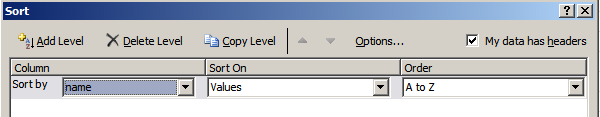 Sort
Add Level Delete Level Copy Level Options... My data has headers
Column Sort On Order
Sort by name Values A to Z